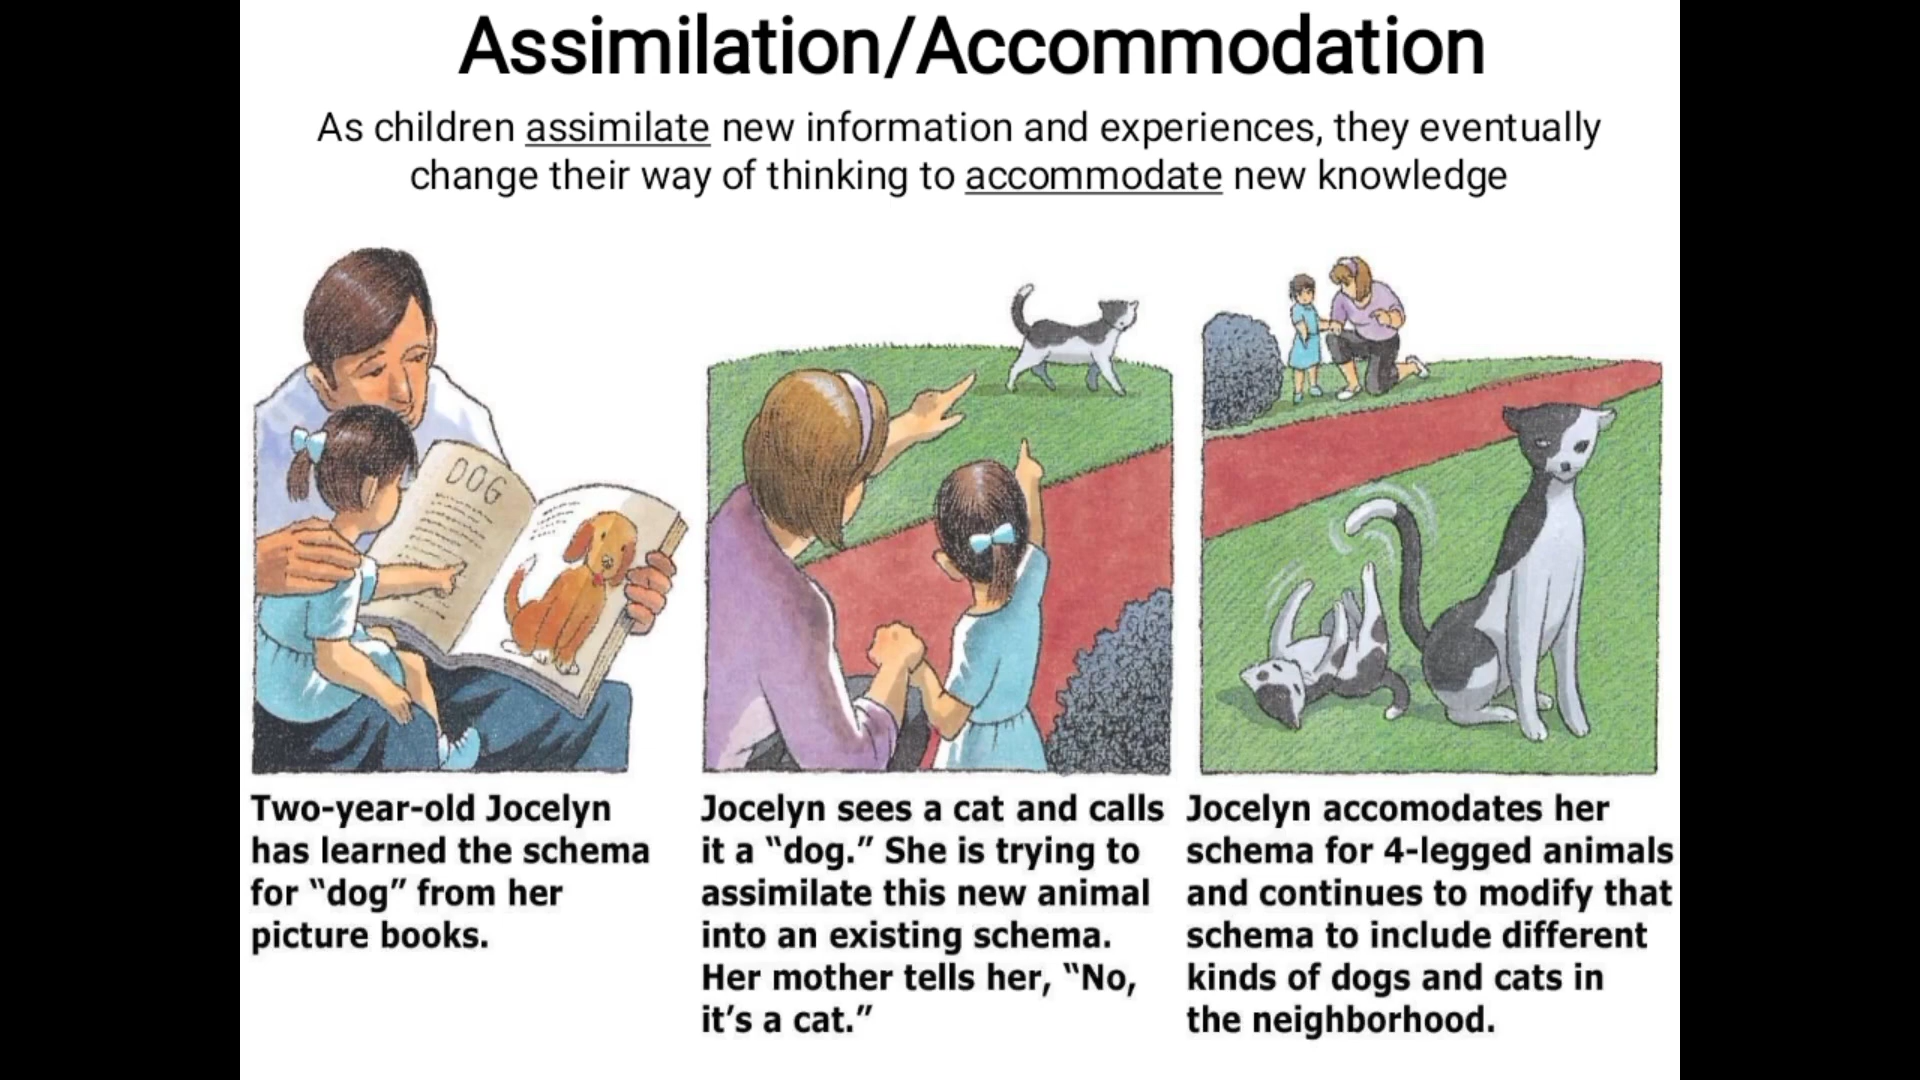 Assimilation/Accommodation
As children assimilate new information and experiences, they eventually
change their way of thinking to accommodate new knowledge
DOG
Two-year-old Jocelyn
has learned the schema
for “dog” from her
picture books.
Jocelyn sees a cat and calls
it a “dog.” She is trying to
assimilate this new animal
into an existing schema.
Her mother tells her, “No,
it’s a cat.”
Jocelyn accomodates her
schema for 4-legged animals
and continues to modify that
schema to include different
kinds of dogs and cats in
the neighborhood.